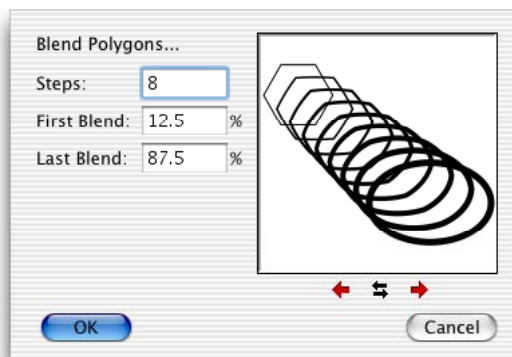 Blend Polygons...
Steps: 8
First Blend: 12.5 %
Last Blend: 87.5 %
OK Cancel